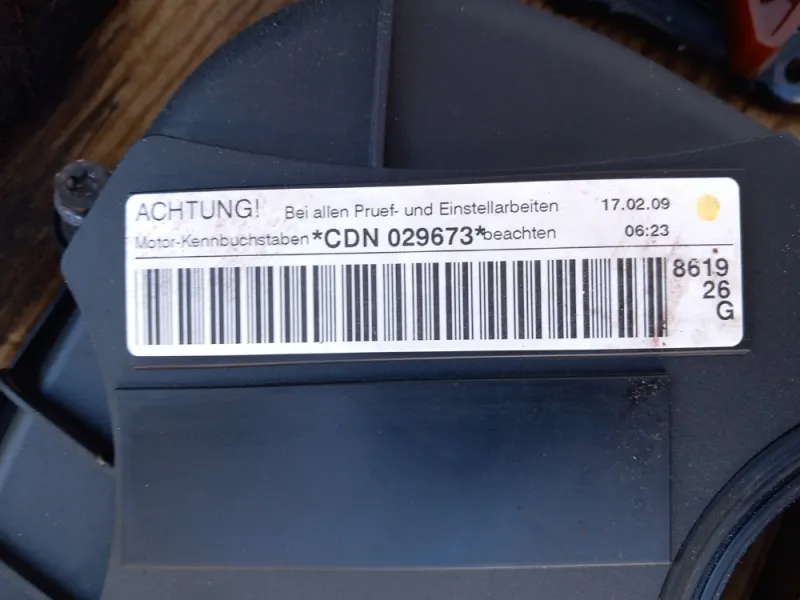 ACHTUNG! Bei allen Pruef- und Einstellarbeiten 17.02.09
Motor-Kennbuchstaben *CDN 029673* beachten 06:23
8619
26
G